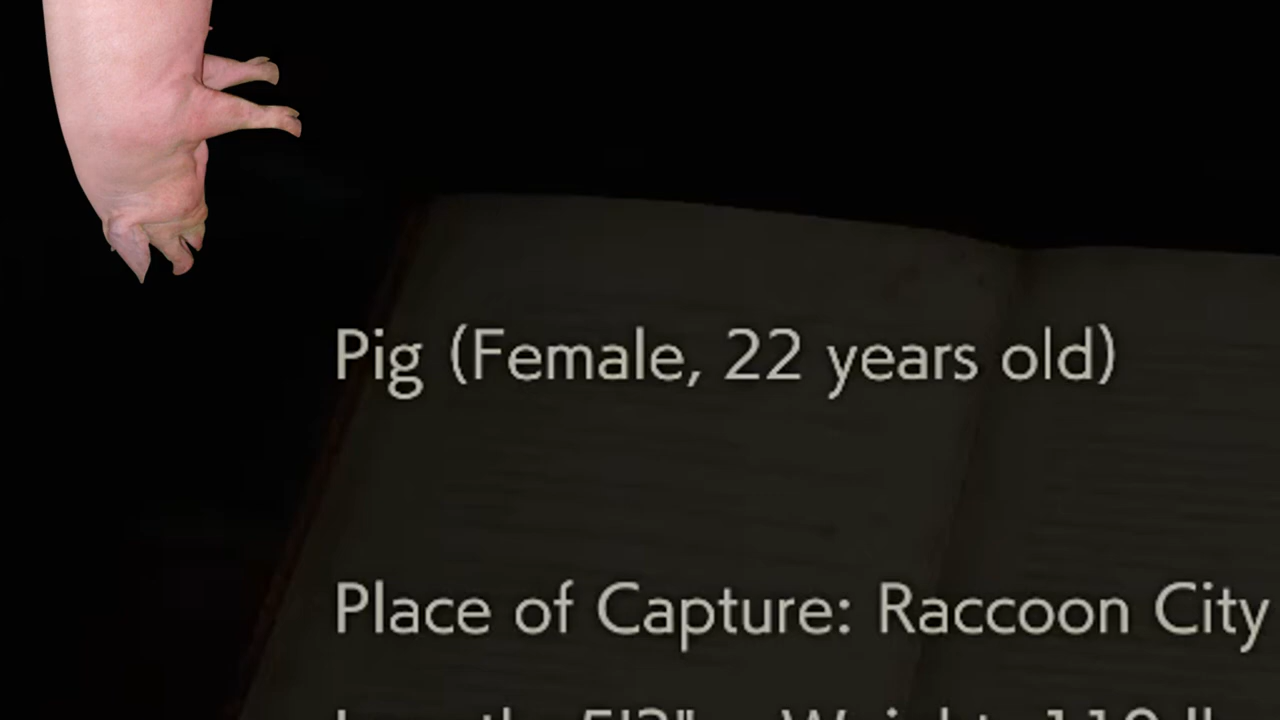 Pig (Female, 22 years old)
Place of Capture: Raccoon City